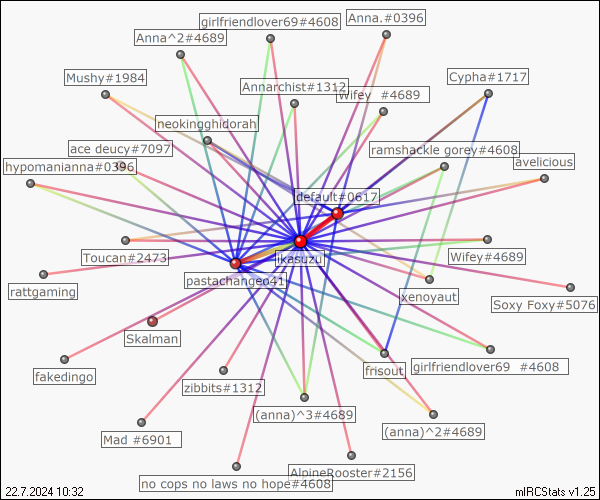 girlfriendlover69#4608
Anna.#0396
Anna^2#4689
Mushy#1984
Annarchist#1312
Wifey #4689
Cypha#1717
neokingghidorah
ace deucy#7097
ramshackle gorey#4608
hypomanianna#0396
avelicious
default#0617
Toucan#2473
ikasuzu
Wifey#4689
rattgaming
pastachangeo41
xenoyaut
Soxy Foxy#5076
Skalman
fakedingo
zibbits#1312
frisout
girlfriendlover69 #4608
(anna)^3#4689
Mad #6901
(anna)^2#4689
no cops no laws no hope#4608
AlpineRooster#2156
22.7.2024 10:32
mIRCStats v1.25